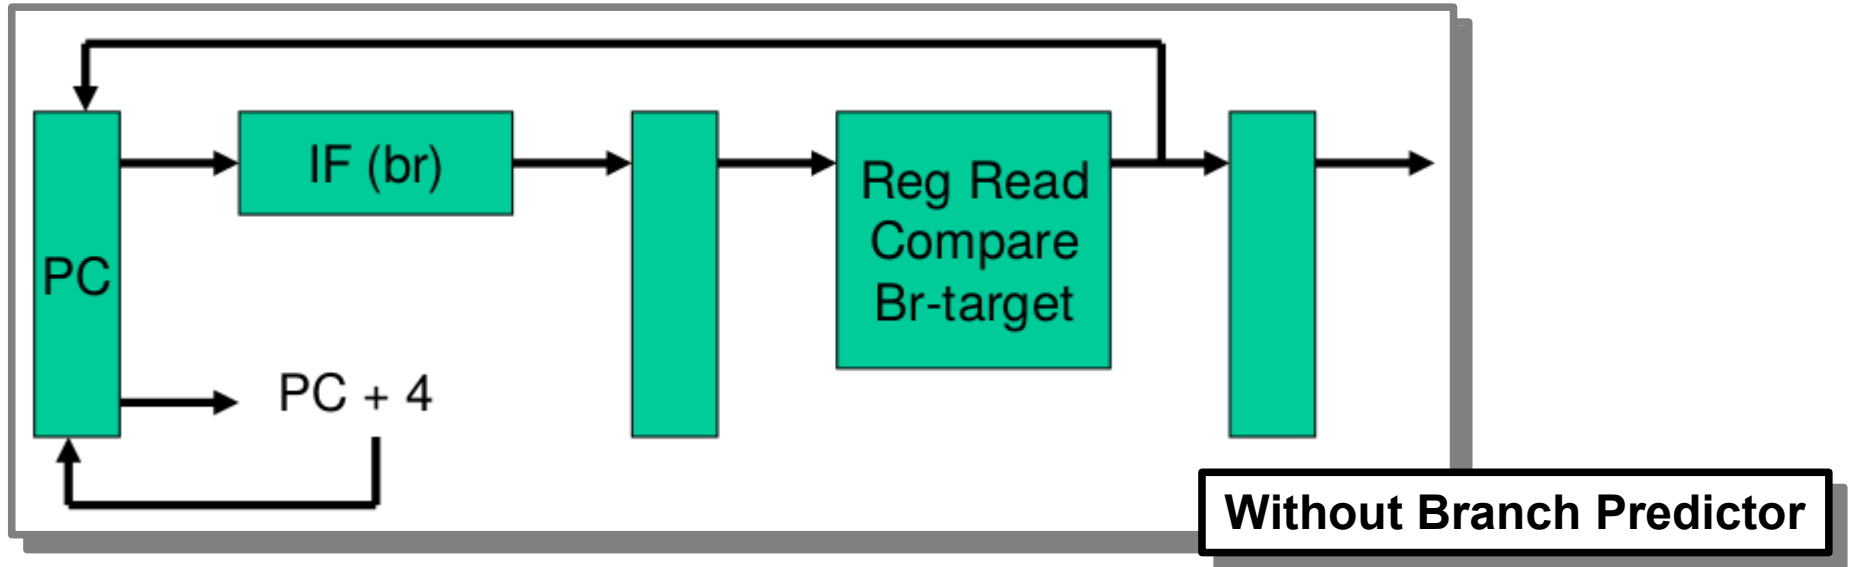 PC
IF (br)
Reg Read
Compare
Br-target
PC + 4
Without Branch Predictor